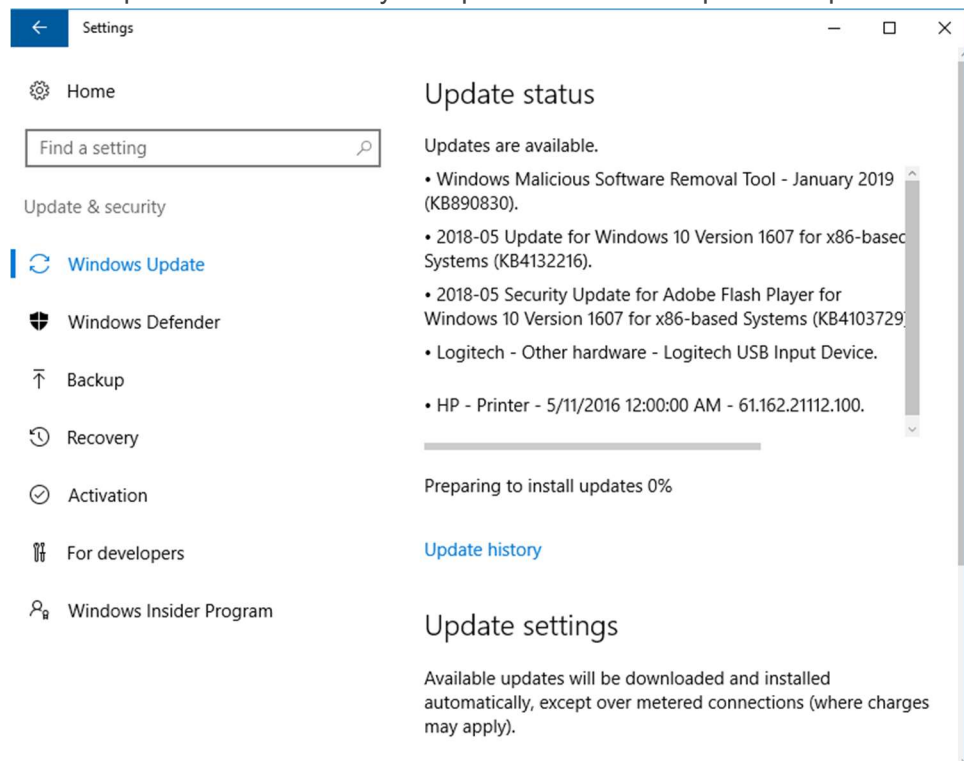 Settings
Home
Find a setting
Update & security
Windows Update
Windows Defender
Backup
Recovery
Activation
For developers
Windows Insider Program
Update status
Updates are available.
• Windows Malicious Software Removal Tool - January 2019
(KB890830).
• 2018-05 Update for Windows 10 Version 1607 for x86-based
Systems (KB4132216).
• 2018-05 Security Update for Adobe Flash Player for
Windows 10 Version 1607 for x86-based Systems (KB4103729)
• Logitech - Other hardware - Logitech USB Input Device.
• HP - Printer - 5/11/2016 12:00:00 AM - 61.162.21112.100.
Preparing to install updates 0%
Update history
Update settings
Available updates will be downloaded and installed
automatically, except over metered connections (where charges
may apply).